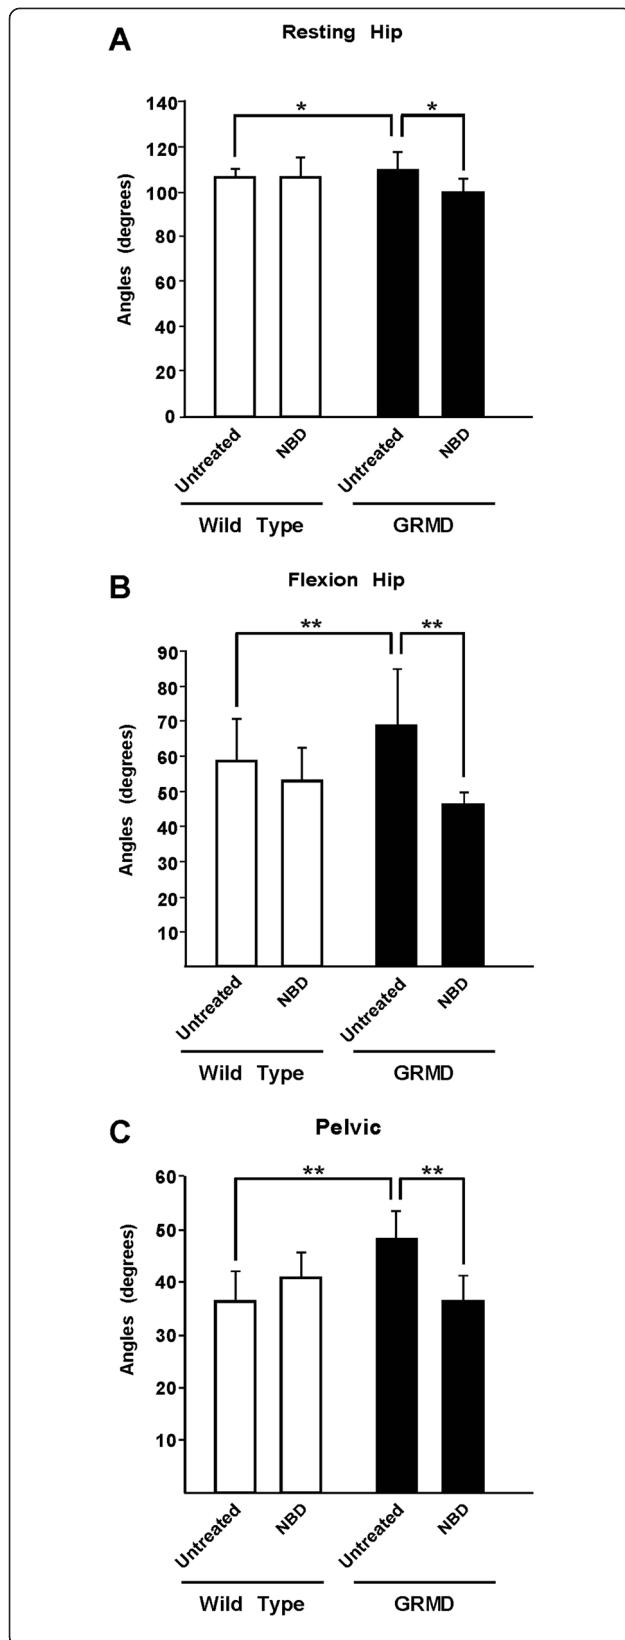 A
Resting Hip
* *
Angles (degrees)
140
120
100
80
60
40
20
0
Untreated NBD Untreated NBD
Wild Type GRMD
B
Flexion Hip
** **
Angles (degrees)
90
80
70
60
50
40
30
20
10
Untreated NBD Untreated NBD
Wild Type GRMD
C
Pelvic
** **
Angles (degrees)
60
50
40
30
20
10
Untreated NBD Untreated NBD
Wild Type GRMD